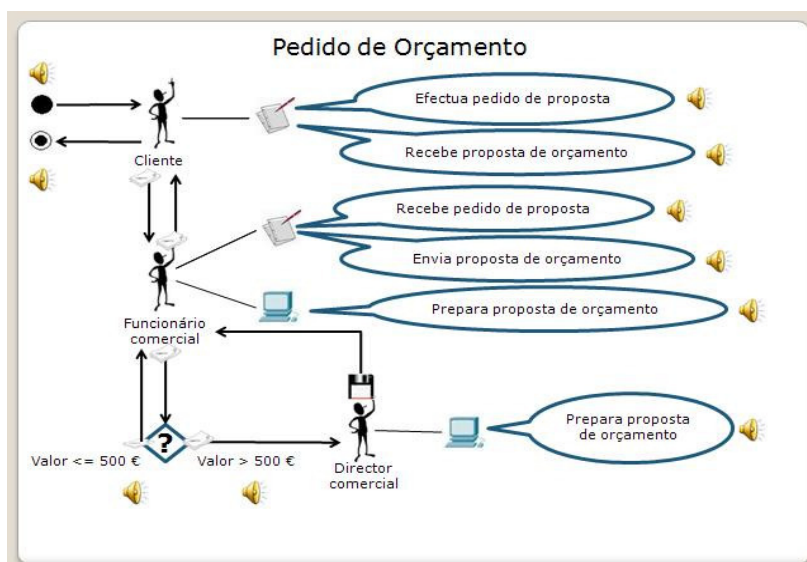 Pedido de Orçamento
Efectua pedido de proposta
Recebe proposta de orçamento
Cliente
Recebe pedido de proposta
Envia proposta de orçamento
Prepara proposta de orçamento
Funcionário
comercial
?
Valor <= 500 €
Valor > 500 €
Director
comercial
Prepara proposta
de orçamento